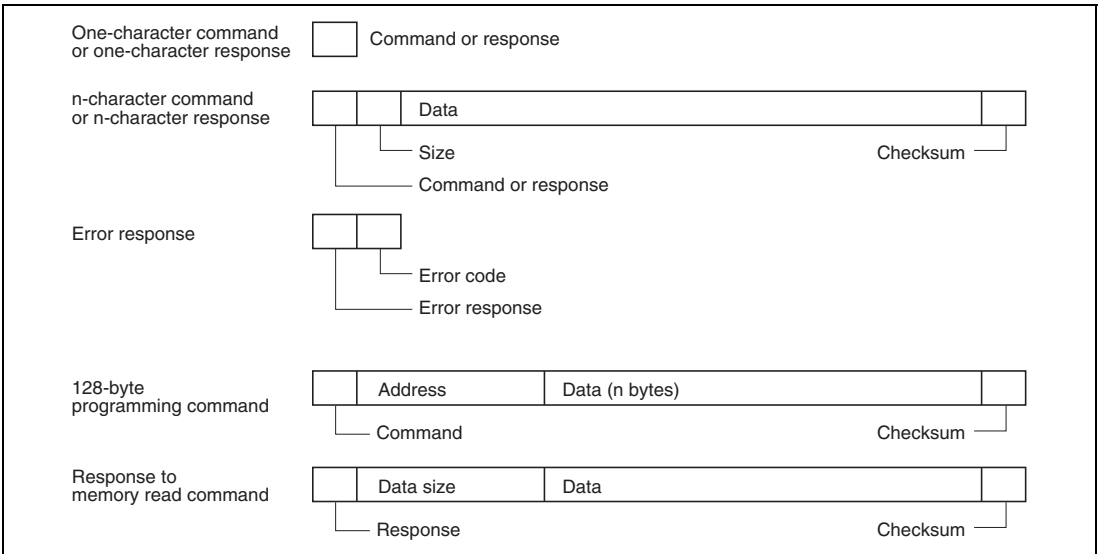 One-character command
or one-character response
Command or response
n-character command
or n-character response
Data
Size
Checksum
Command or response
Error response
Error code
Error response
128-byte
programming command
Address
Data (n bytes)
Command
Checksum
Response to
memory read command
Data size
Data
Response
Checksum